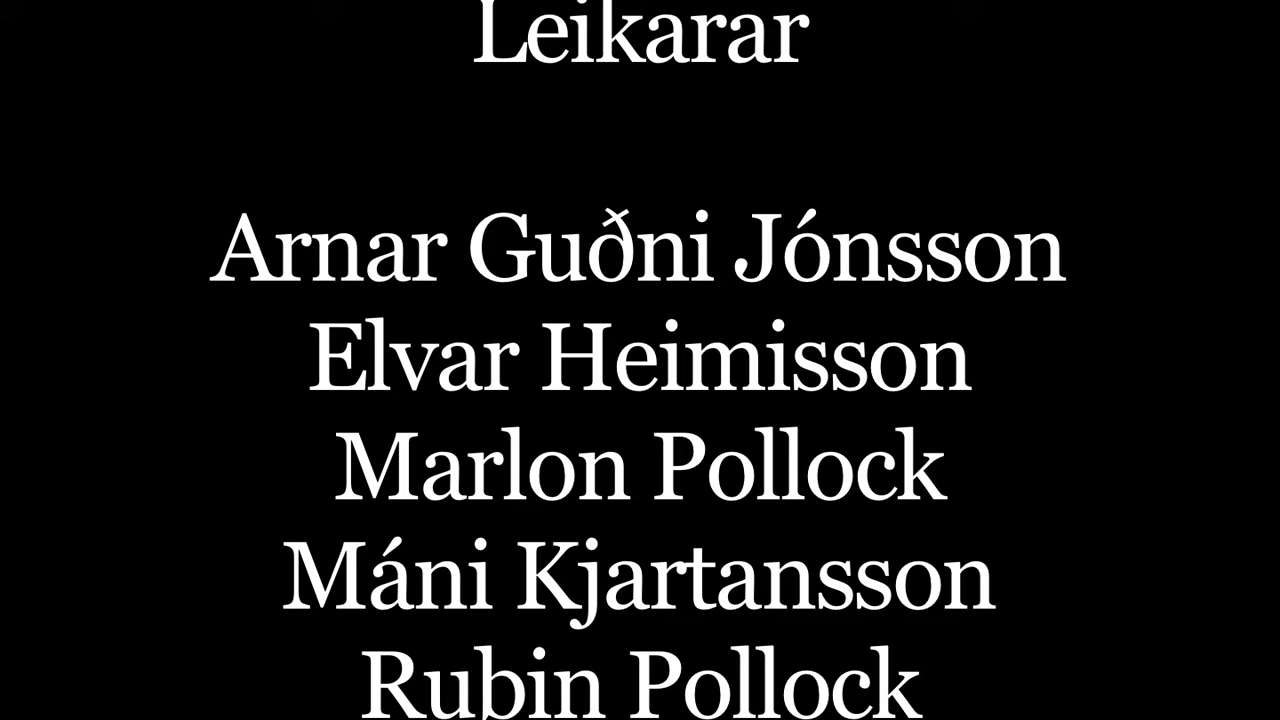 Leikarar
Arnar Guðni Jónsson
Elvar Heimisson
Marlon Pollock
Máni Kjartansson
Rubin Pollock